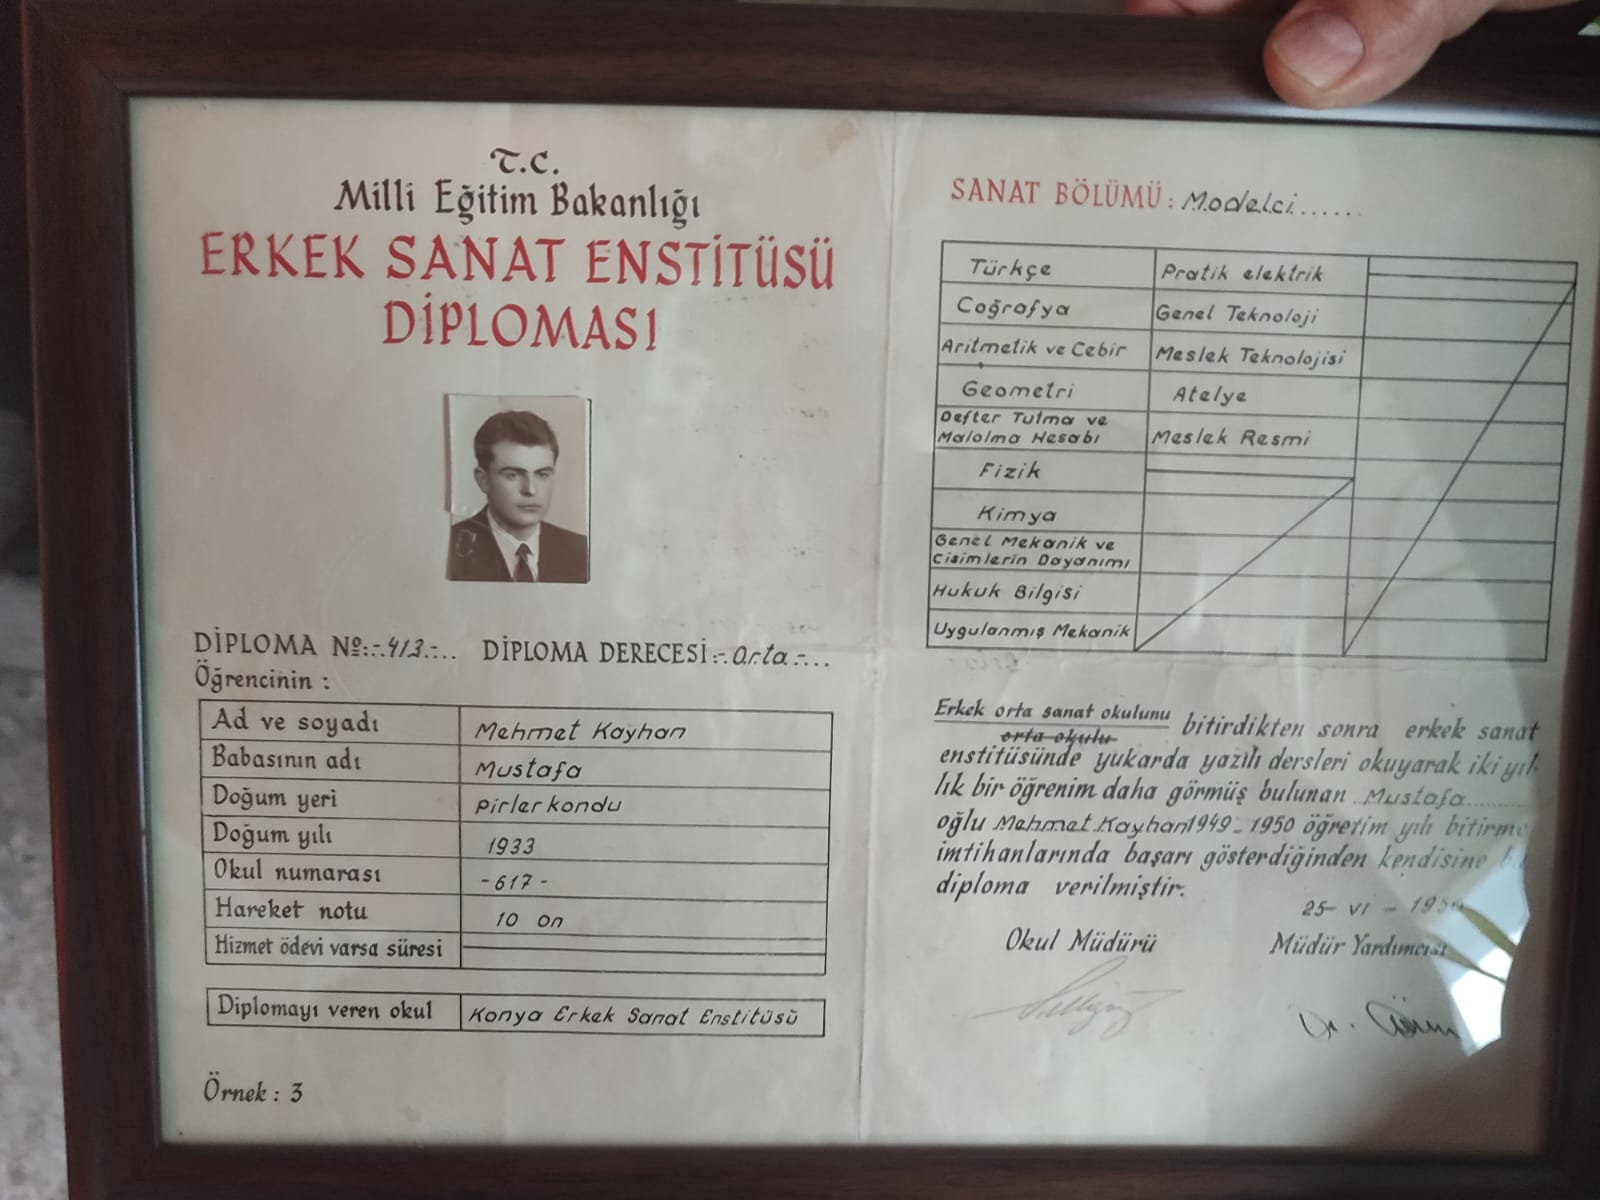 T.C.
Milli Eğitim Bakanlığı
ERKEK SANAT ENSTİTÜSÜ
DİPLOMASI
DİPLOMA №:-.413.-... DİPLOMA DERECESİ:-.Orta.-...
Öğrencinin :
Ad ve soyadı Mehmet Kayhan
Babasının adı Mustafa
Doğum yeri Pirlerkondu
Doğum yılı 1933
Okul numarası -617-
Hareket notu 10 on
Hizmet ödevi varsa süresi
Diplomayı veren okul Konya Erkek Sanat Enstitüsü
Örnek : 3
SANAT BÖLÜMÜ: Modelci......
Türkçe Pratik elektrik
Coğrafya Genel Teknoloji
Aritmetik ve Cebir Meslek Teknolojisi
Geometri Atelye
Defter Tutma ve
Malolma Hesabı Meslek Resmi
Fizik
Kimya
Genel Mekanik ve
Cisimlerin Dayanımı
Hukuk Bilgisi
Uygulanmış Mekanik
Erkek orta sanat okulunu
orta okulu bitirdikten sonra erkek sanat
enstitüsünde yukarda yazılı dersleri okuyarak iki yıl-
lık bir öğrenim daha görmüş bulunan ..Mustafa........
oğlu Mehmet Kayhan 1949-1950 öğretim yılı bitirme
imtihanlarında başarı gösterdiğinden kendisine
diploma verilmiştir.
25- VI - 1950
Okul Müdürü Müdür Yardımcısı